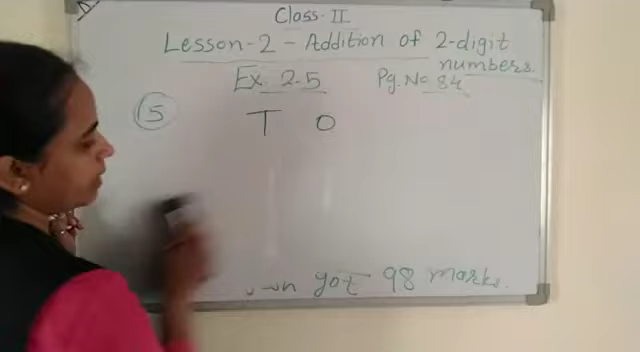 Class-II
Lesson-2 - Addition of 2-digit
numbers.
Ex. 2.5 Pg. No 84
5 T O
got 98 marks.